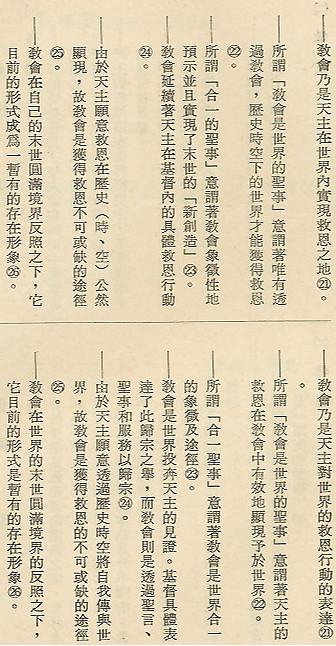 ——教會乃是天主在世界內實現救恩之地㉑。
——所謂「教會是世界的聖事」意謂著唯有透
過教會，歷史時空下的世界才能獲得救恩
㉒。
——所謂「合一的聖事」意謂著教會象徵性地
預示並且實現了末世的「新創造」㉓。
——教會延續著天主在基督內的具體救恩行動
㉔。
——由於天主願意救恩在歷史（時、空）公然
顯現，故教會是獲得救恩不可或缺的途徑
㉕。
——教會在自己的末世圓滿境界反照之下，它
目前的形式成爲一暫有的存在形象㉖。
——教會乃是天主對世界的救恩行動的表達㉑
。
——所謂「教會是世界的聖事」意謂著天主的
救恩在教會中有效地顯現予於世界㉒。
——所謂「合一聖事」意謂著教會是世界合一
的象徵及途徑㉓。
——教會是世界投奔天主的見證。基督具體表
達了此歸宗之舉，而教會則是透過聖言、
聖事和服務以歸宗㉔。
——由於天主願意透過歷史時空將自我傳與世
界，故教會是獲得救恩的不可或缺的途徑
㉕。
——教會在世界的末世圓滿境界的反照之下，
它目前的形式是暫有的存在形象㉖。